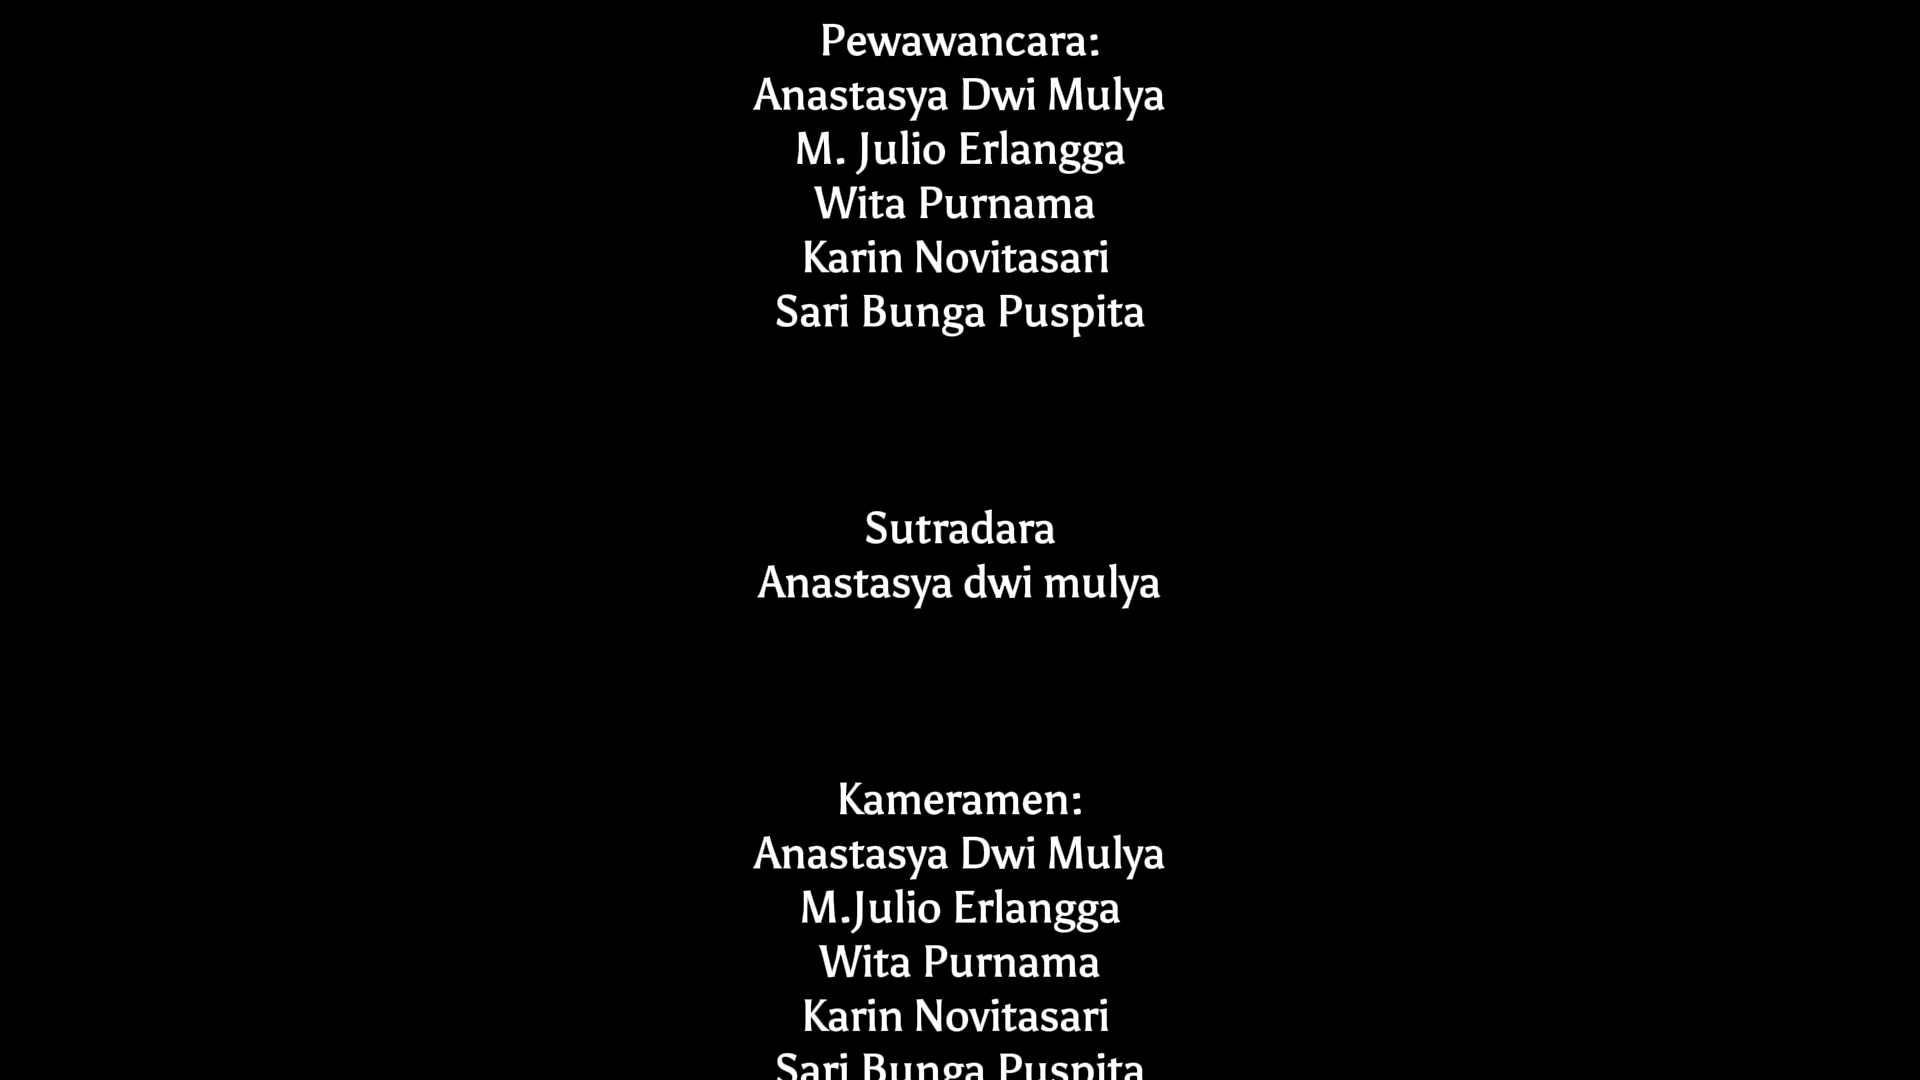 Pewawancara:
Anastasya Dwi Mulya
M. Julio Erlangga
Wita Purnama
Karin Novitasari
Sari Bunga Puspita
Sutradara
Anastasya dwi mulya
Kameramen:
Anastasya Dwi Mulya
M.Julio Erlangga
Wita Purnama
Karin Novitasari
Sari Bunga Puspita